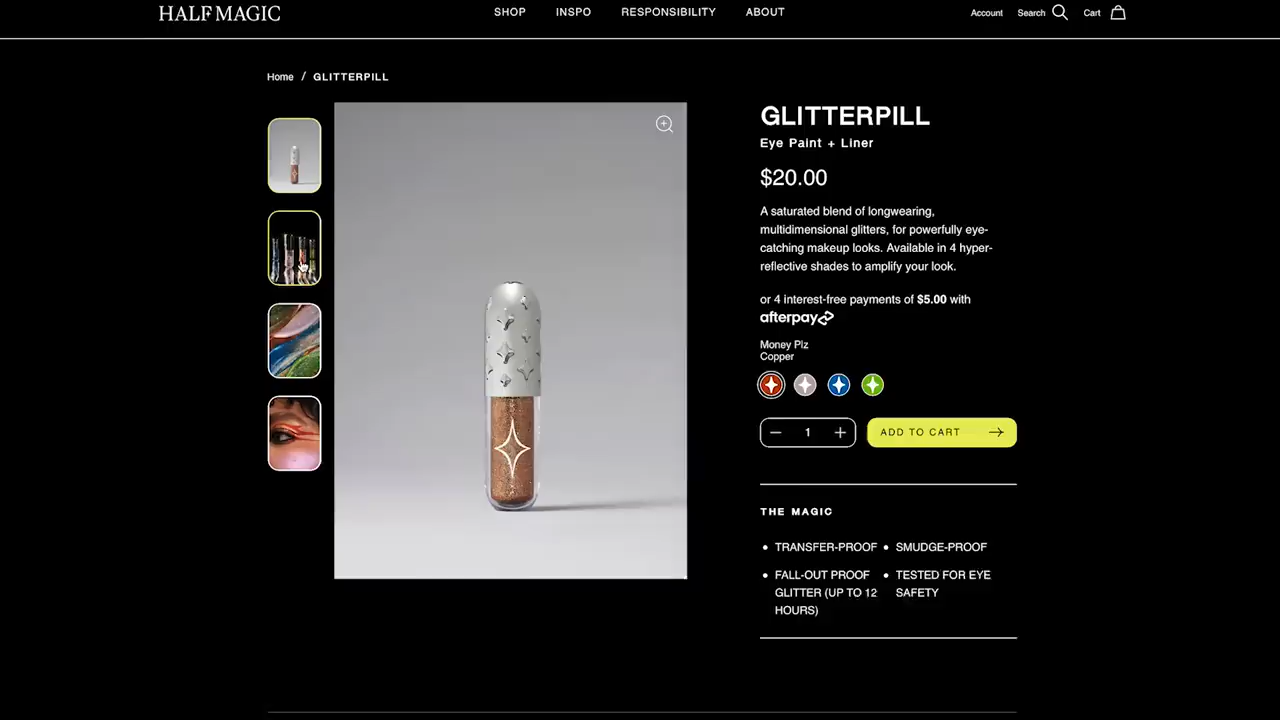 HALF MAGIC
SHOP
INSPO
RESPONSIBILITY
ABOUT
Account
Search
Cart
Home / GLITTERPILL
GLITTERPILL
Eye Paint + Liner
$20.00
A saturated blend of longwearing,
multidimensional glitters, for powerfully eye-
catching makeup looks. Available in 4 hyper-
reflective shades to amplify your look.
or 4 interest-free payments of $5.00 with
afterpay
Money Plz
Copper
1
ADD TO CART
THE MAGIC
TRANSFER-PROOF
SMUDGE-PROOF
FALL-OUT PROOF
GLITTER (UP TO 12
HOURS)
TESTED FOR EYE
SAFETY